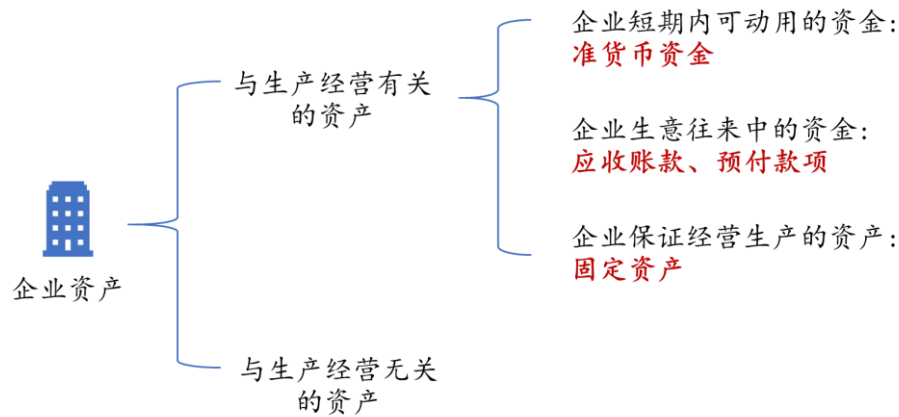 企业资产
与生产经营有关
的资产
企业短期内可动用的资金：
准货币资金
企业生意往来中的资金：
应收账款、预付款项
企业保证经营生产的资产：
固定资产
与生产经营无关
的资产